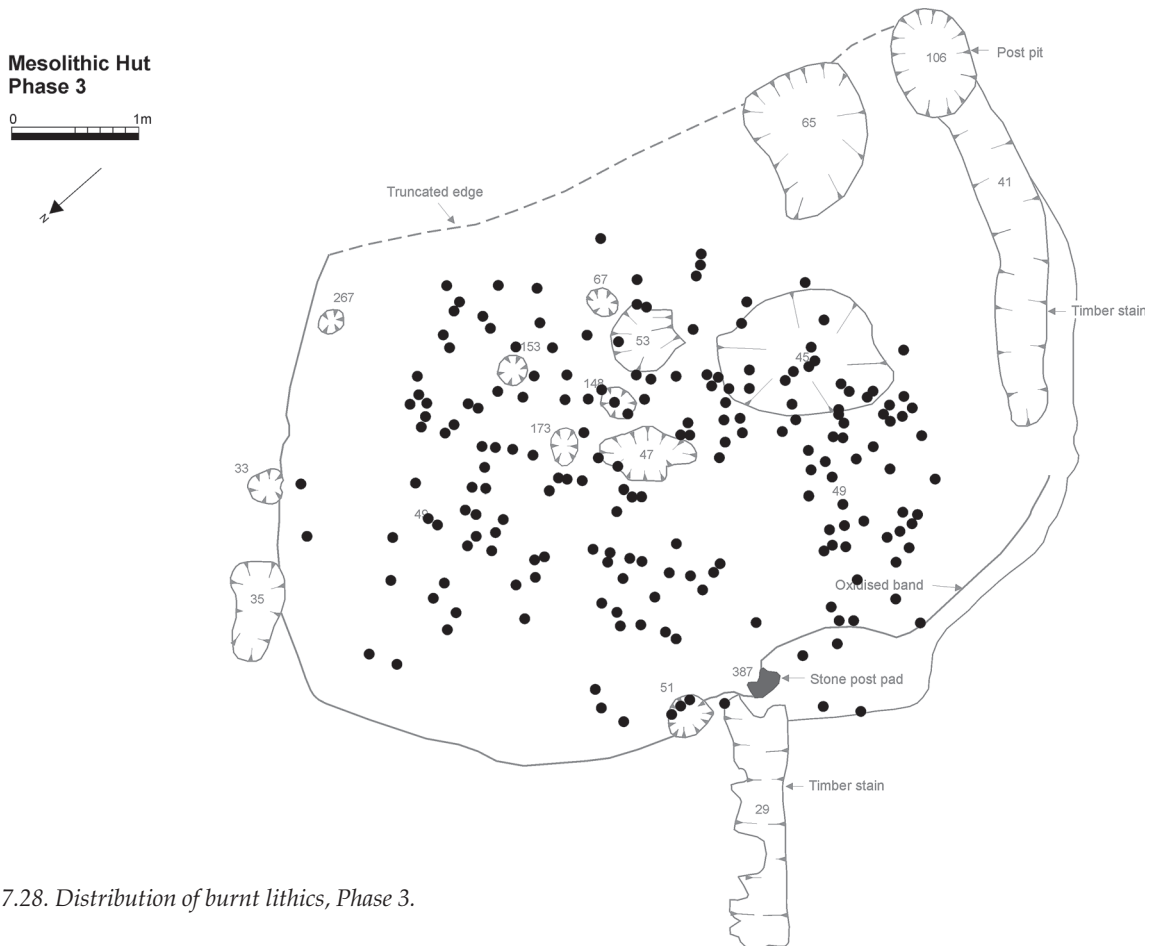 Mesolithic Hut
Phase 3
0 1m
N
106
Post pit
65
41
Truncated edge
267
67
Timber stain
53
153
45
148
173
47
33
49
49
35
Oxidised band
387
Stone post pad
51
Timber stain
29
7.28. Distribution of burnt lithics, Phase 3.